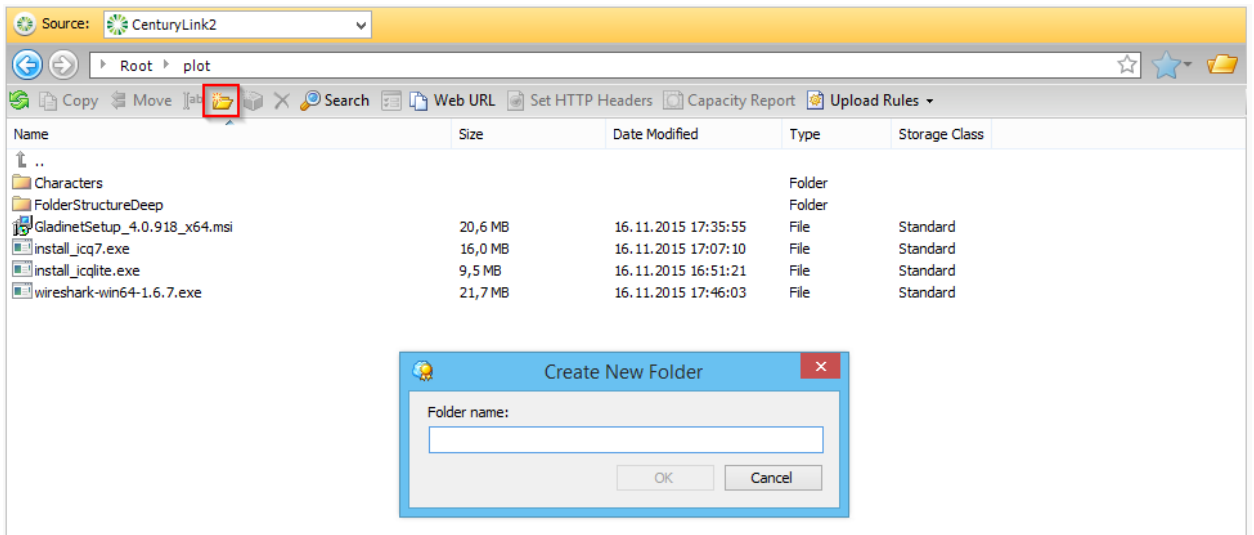 Source: CenturyLink2
Root plot
ab Copy Move Search Web URL Set HTTP Headers Capacity Report Upload Rules
Name Size Date Modified Type Storage Class
..
Characters Folder
FolderStructureDeep Folder
GladinetSetup_4.0.918_x64.msi 20,6 MB 16.11.2015 17:35:55 File Standard
install_icq7.exe 16,0 MB 16.11.2015 17:07:10 File Standard
install_icqlite.exe 9,5 MB 16.11.2015 16:51:21 File Standard
wireshark-win64-1.6.7.exe 21,7 MB 16.11.2015 17:46:03 File Standard
Create New Folder
Folder name:
OK Cancel